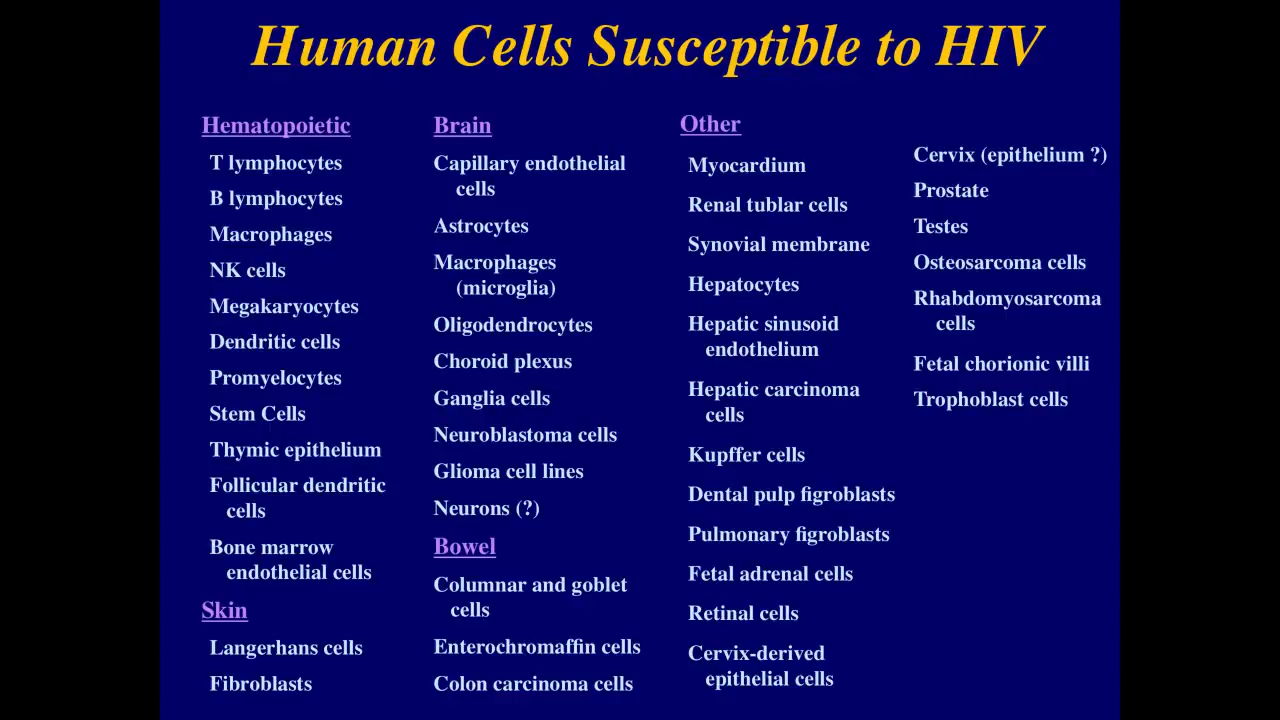 Human Cells Susceptible to HIV
Hematopoietic
T lymphocytes
B lymphocytes
Macrophages
NK cells
Megakaryocytes
Dendritic cells
Promyelocytes
Stem Cells
Thymic epithelium
Follicular dendritic
cells
Bone marrow
endothelial cells
Skin
Langerhans cells
Fibroblasts
Brain
Capillary endothelial
cells
Astrocytes
Macrophages
(microglia)
Oligodendrocytes
Choroid plexus
Ganglia cells
Neuroblastoma cells
Glioma cell lines
Neurons (?)
Bowel
Columnar and goblet
cells
Enterochromaffin cells
Colon carcinoma cells
Other
Myocardium
Renal tublar cells
Synovial membrane
Hepatocytes
Hepatic sinusoid
endothelium
Hepatic carcinoma
cells
Kupffer cells
Dental pulp figroblasts
Pulmonary figroblasts
Fetal adrenal cells
Retinal cells
Cervix-derived
epithelial cells
Cervix (epithelium ?)
Prostate
Testes
Osteosarcoma cells
Rhabdomyosarcoma
cells
Fetal chorionic villi
Trophoblast cells